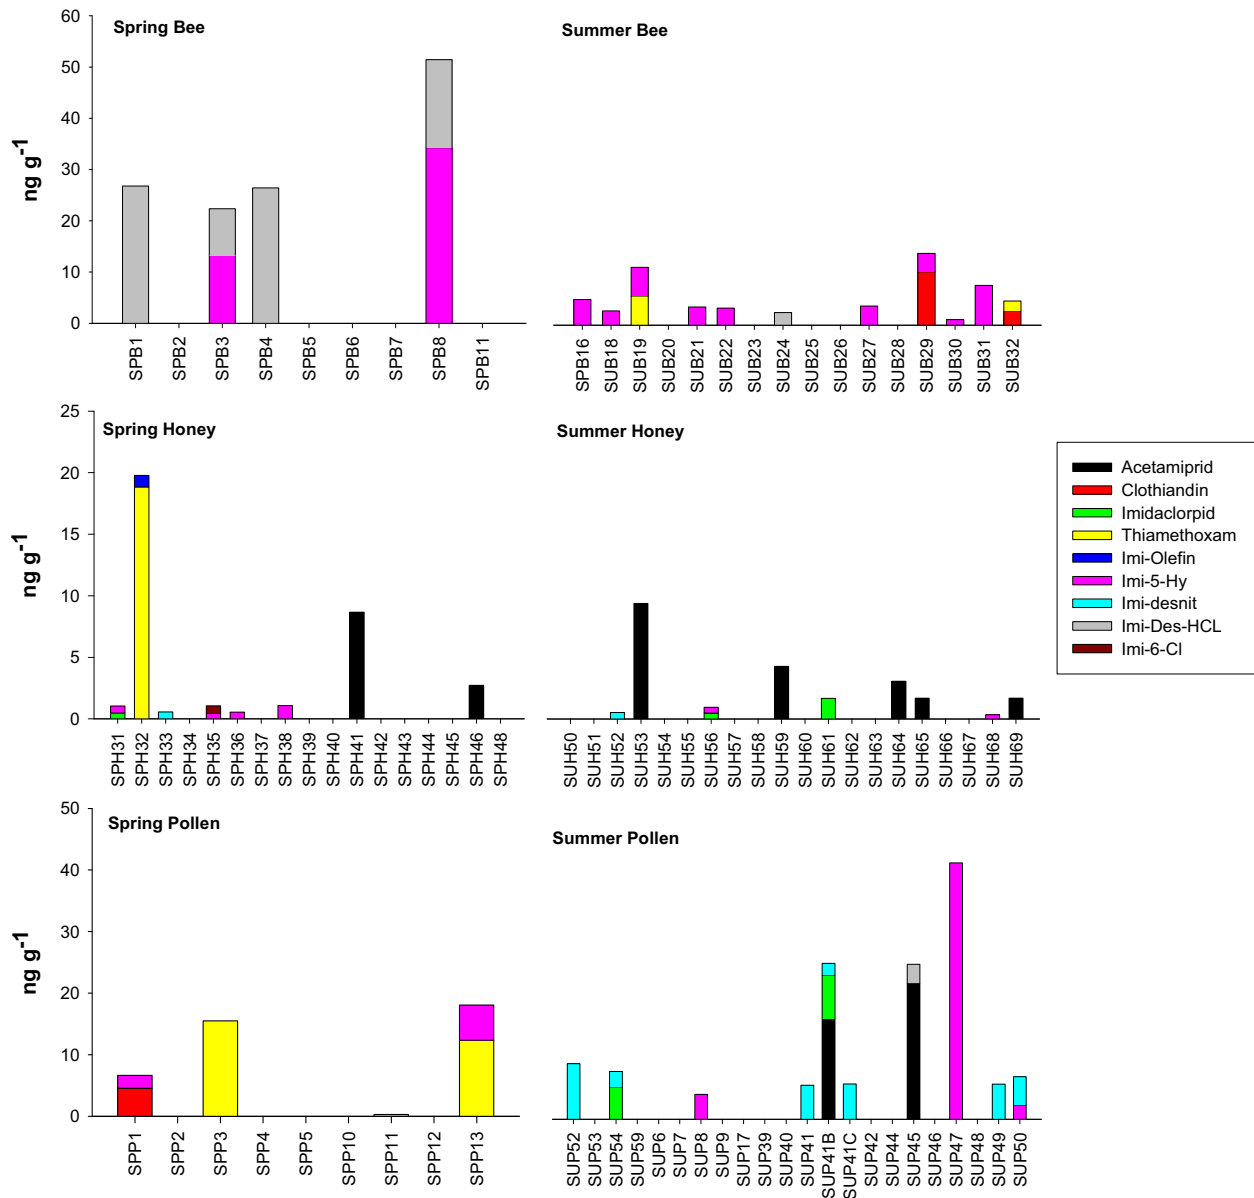 Spring Bee
ng g-1
60
50
40
30
20
10
0
SPB1
SPB2
SPB3
SPB4
SPB5
SPB6
SPB7
SPB8
SPB11
Summer Bee
SPB16
SUB18
SUB19
SUB20
SUB21
SUB22
SUB23
SUB24
SUB25
SUB26
SUB27
SUB28
SUB29
SUB30
SUB31
SUB32
Spring Honey
ng g-1
25
20
15
10
5
0
SPH31
SPH32
SPH33
SPH34
SPH35
SPH36
SPH37
SPH38
SPH39
SPH40
SPH41
SPH42
SPH43
SPH44
SPH45
SPH46
SPH48
Summer Honey
SUH50
SUH51
SUH52
SUH53
SUH54
SUH55
SUH56
SUH57
SUH58
SUH59
SUH60
SUH61
SUH62
SUH63
SUH64
SUH65
SUH66
SUH67
SUH68
SUH69
Acetamiprid
Clothiandin
Imidaclorpid
Thiamethoxam
Imi-Olefin
Imi-5-Hy
Imi-desnit
Imi-Des-HCL
Imi-6-Cl
Spring Pollen
ng g-1
50
40
30
20
10
0
SPP1
SPP2
SPP3
SPP4
SPP5
SPP10
SPP11
SPP12
SPP13
Summer Pollen
SUP52
SUP53
SUP54
SUP59
SUP6
SUP7
SUP8
SUP9
SUP17
SUP39
SUP40
SUP41
SUP41B
SUP41C
SUP42
SUP44
SUP45
SUP46
SUP47
SUP48
SUP49
SUP50